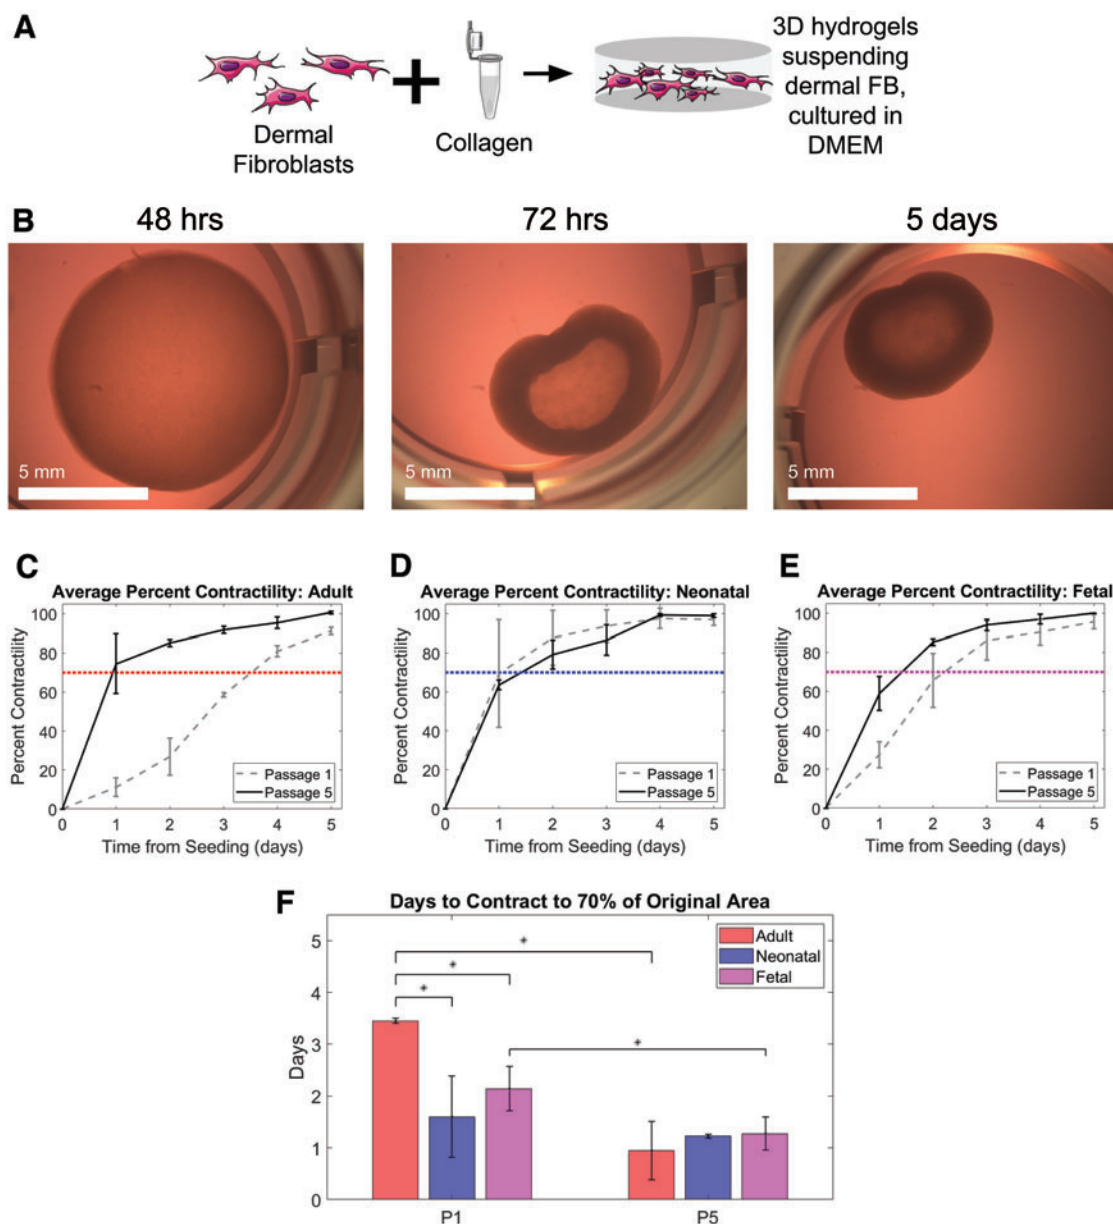 A
Dermal
Fibroblasts
Collagen
3D hydrogels
suspending
dermal FB,
cultured in
DMEM
B
48 hrs
72 hrs
5 days
5 mm
5 mm
5 mm
C
Average Percent Contractility: Adult
Percent Contractility
100
80
60
40
20
0
0 1 2 3 4 5
Time from Seeding (days)
Passage 1
Passage 5
D
Average Percent Contractility: Neonatal
Percent Contractility
100
80
60
40
20
0
0 1 2 3 4 5
Time from Seeding (days)
Passage 1
Passage 5
E
Average Percent Contractility: Fetal
Percent Contractility
100
80
60
40
20
0
0 1 2 3 4 5
Time from Seeding (days)
Passage 1
Passage 5
F
Days to Contract to 70% of Original Area
Days
5
4
3
2
1
0
*
*
*
*
Adult
Neonatal
Fetal
P1 P5